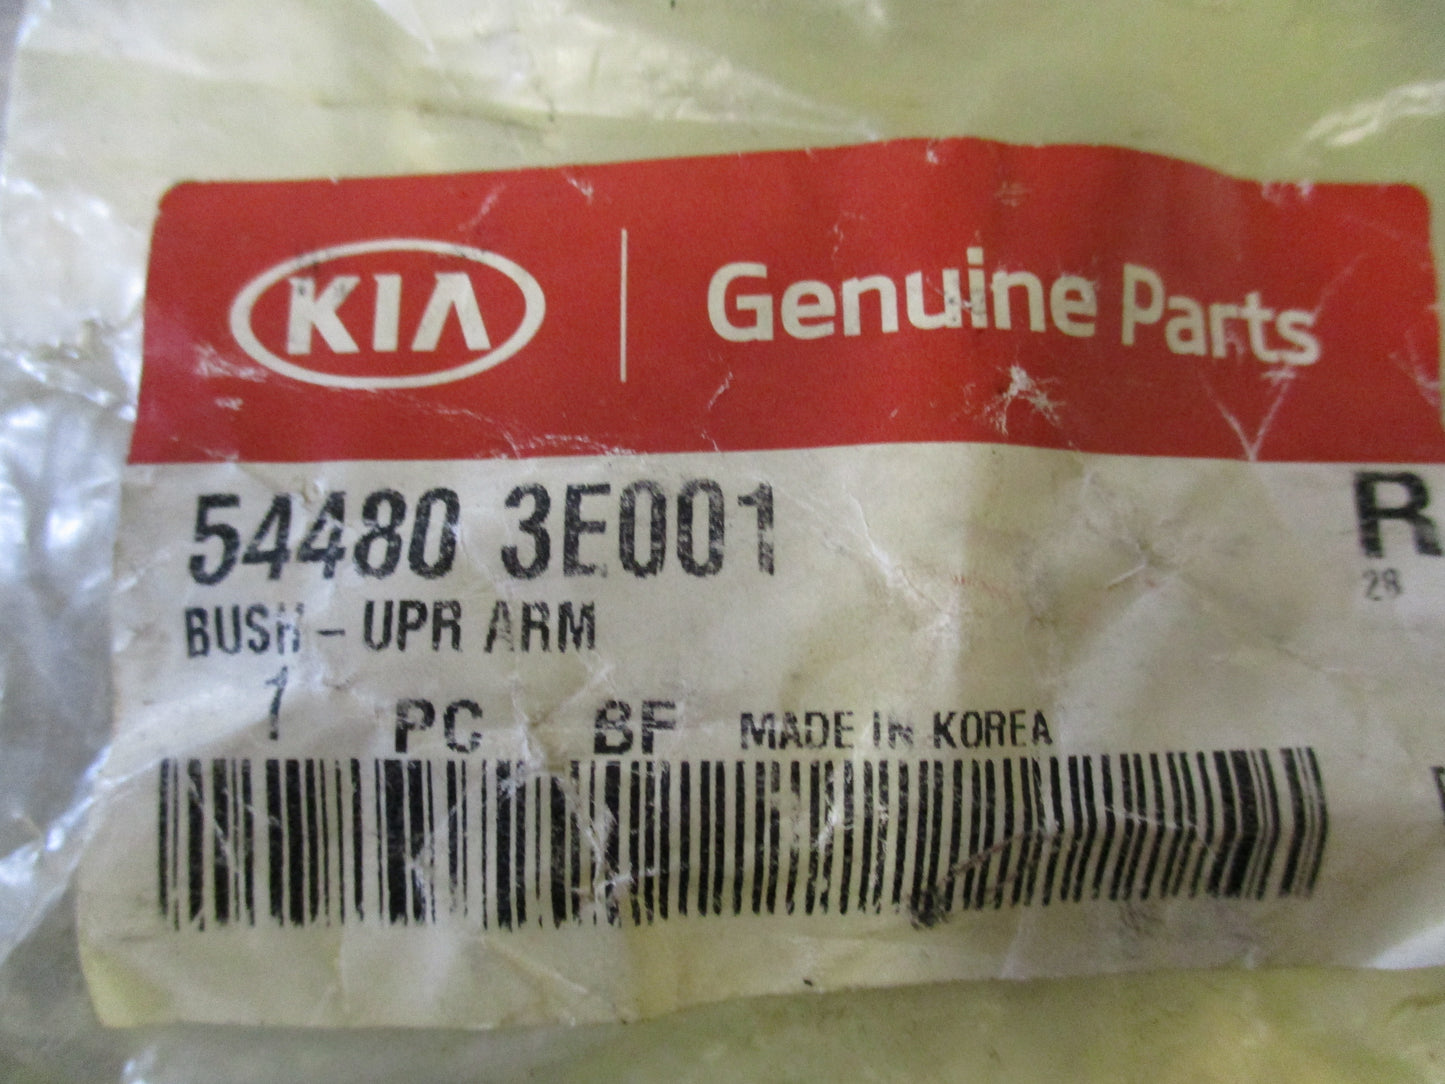 KIA Genuine Parts
54480 3E001 R
28
BUSH - UPR ARM
1 PC BF MADE IN KOREA